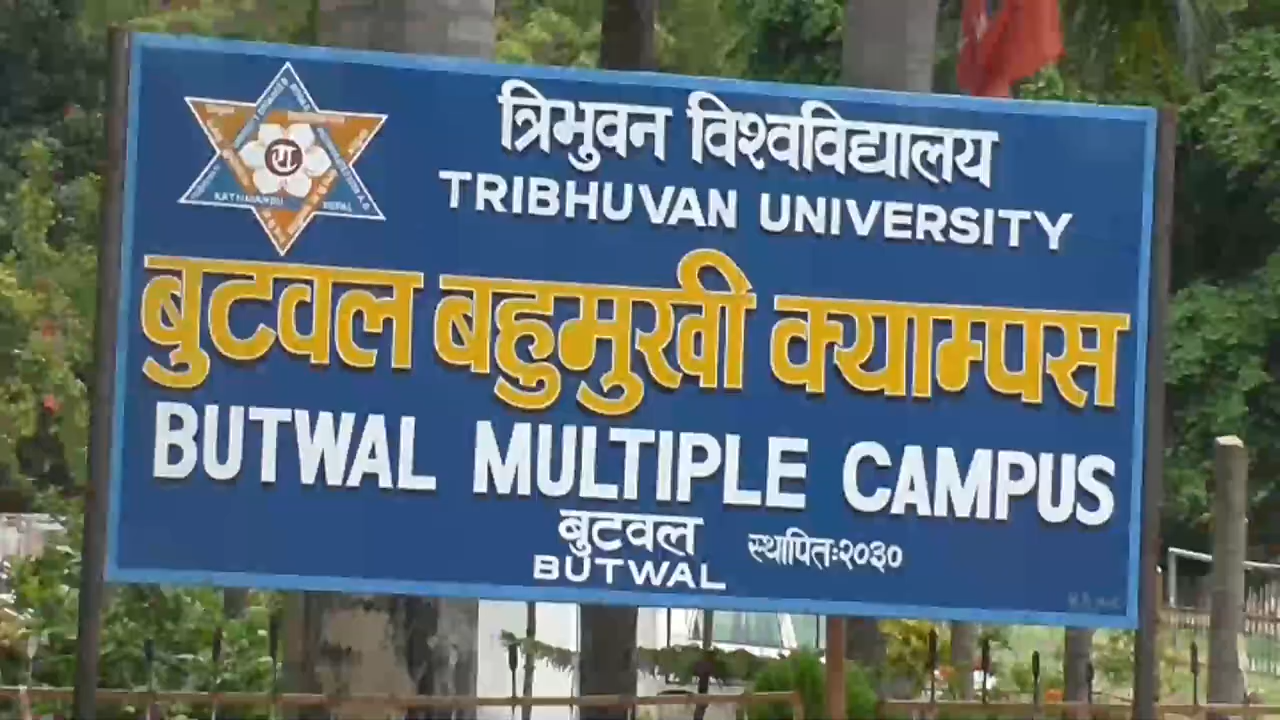 त्रिभुवन विश्वविद्यालय
TRIBHUVAN UNIVERSITY
बुटवल बहुमुखी क्याम्पस
BUTWAL MULTIPLE CAMPUS
बुटवल
BUTWAL
स्थापितः२०३०